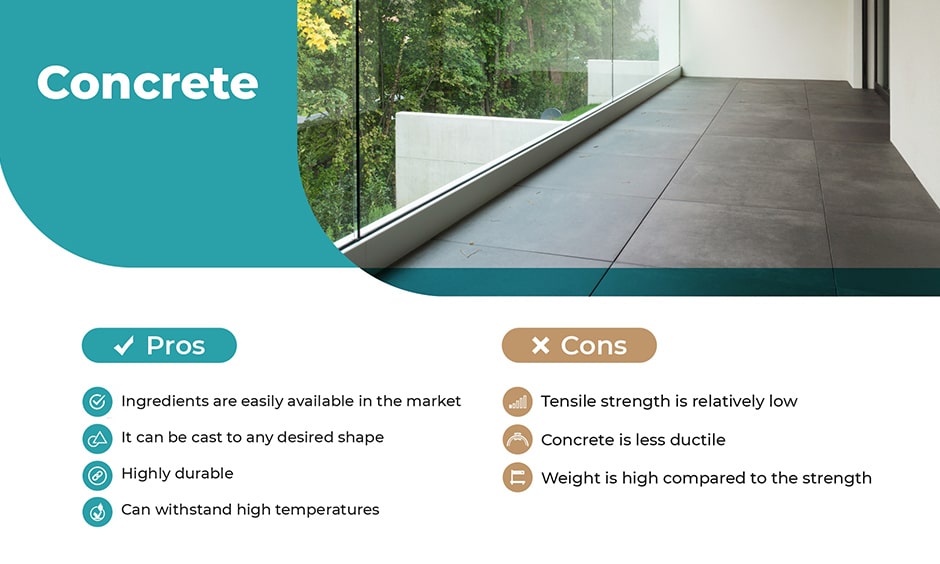 Concrete
Pros
Ingredients are easily available in the market
It can be cast to any desired shape
Highly durable
Can withstand high temperatures
Cons
Tensile strength is relatively low
Concrete is less ductile
Weight is high compared to the strength